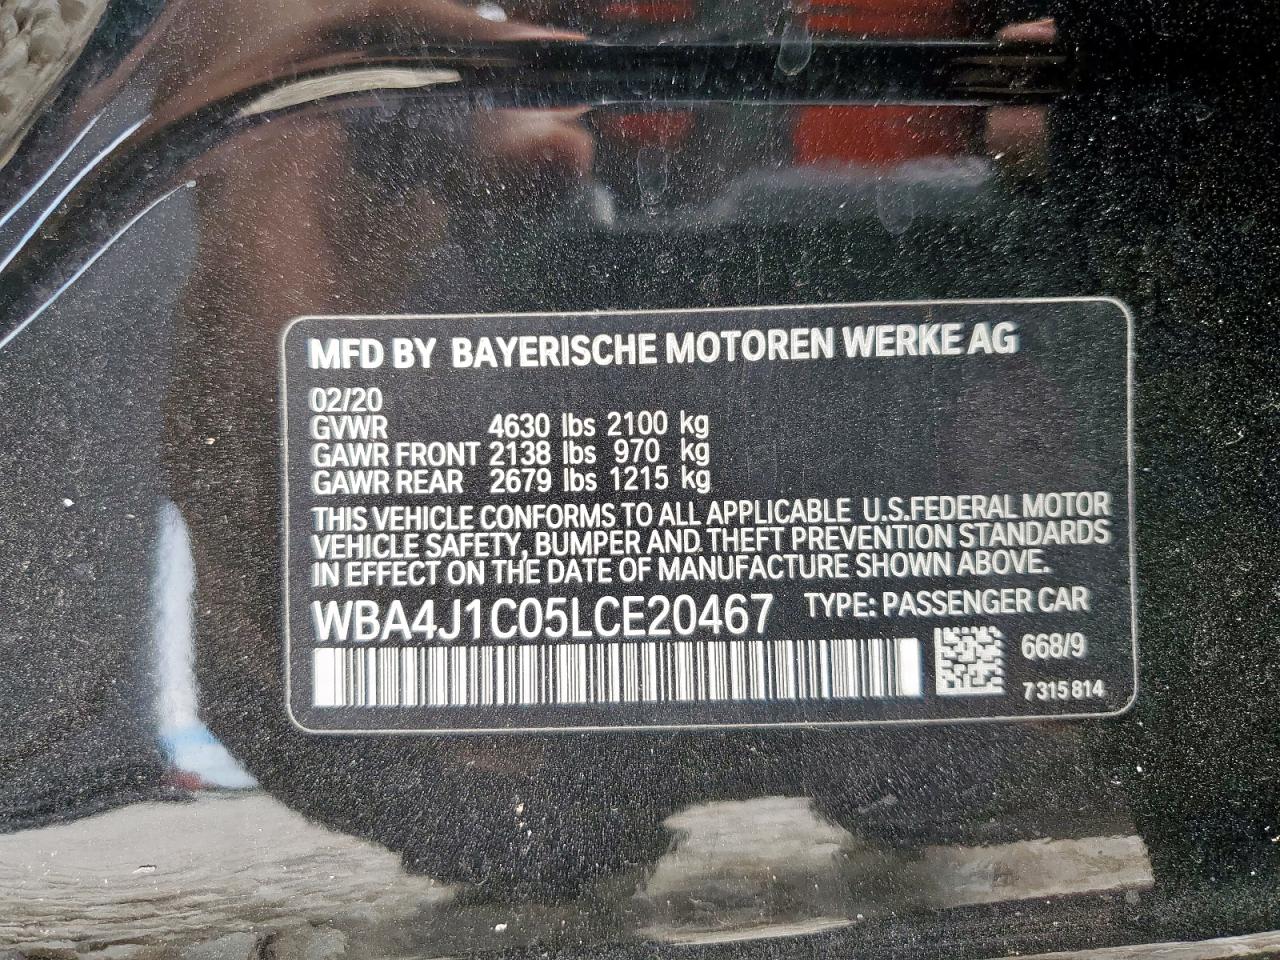 MFD BY BAYERISCHE MOTOREN WERKE AG
02/20
GVWR 4630 lbs 2100 kg
GAWR FRONT 2138 lbs 970 kg
GAWR REAR 2679 lbs 1215 kg
THIS VEHICLE CONFORMS TO ALL APPLICABLE U.S.FEDERAL MOTOR
VEHICLE SAFETY, BUMPER AND THEFT PREVENTION STANDARDS
IN EFFECT ON THE DATE OF MANUFACTURE SHOWN ABOVE.
WBA4J1C05LCE20467 TYPE: PASSENGER CAR
668/9
7 315 814